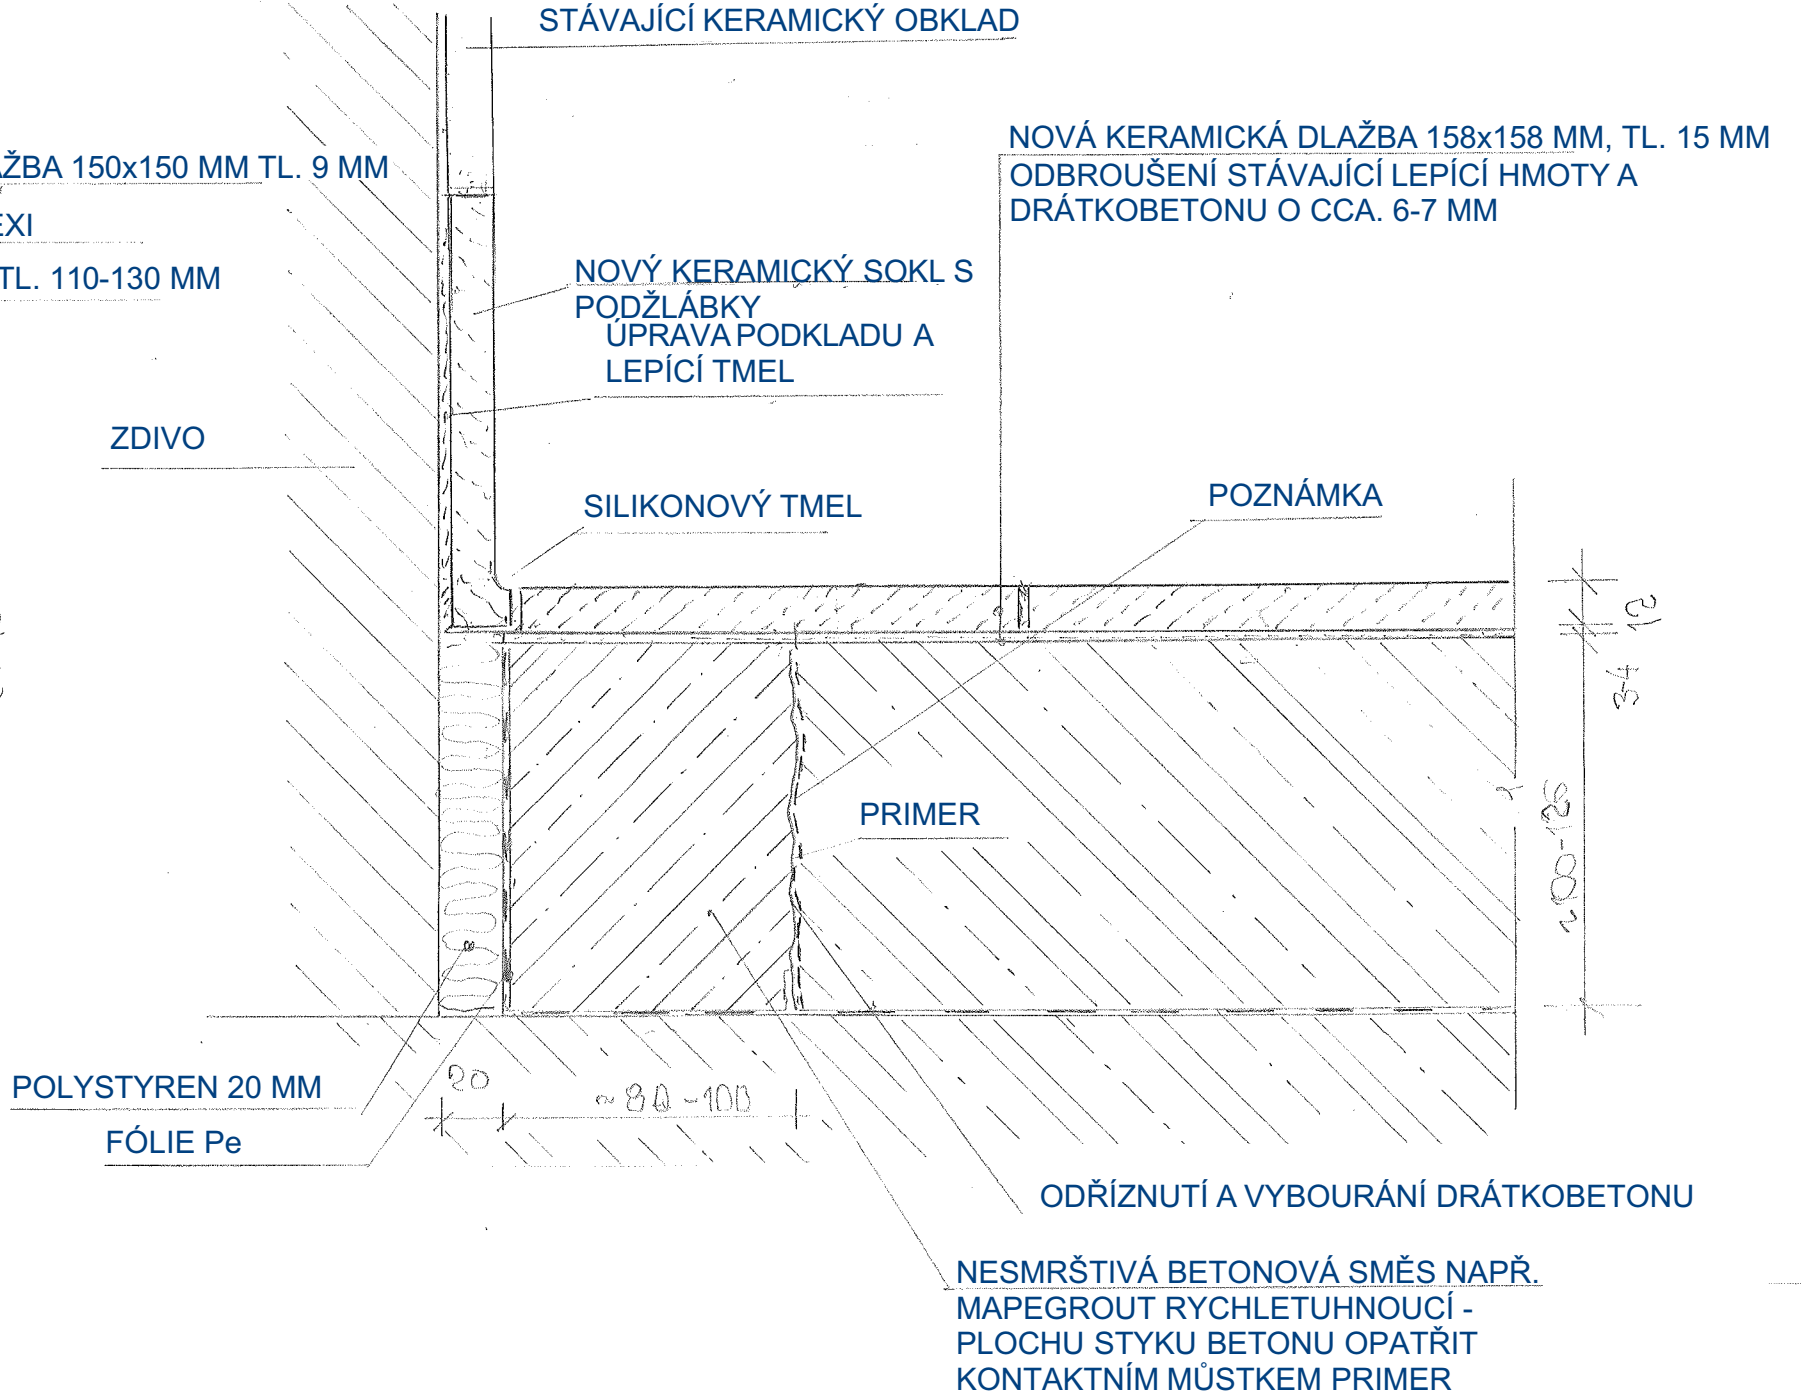 STÁVAJÍCÍ KERAMICKÝ OBKLAD
NOVÁ KERAMICKÁ DLAŽBA 158x158 MM, TL. 15 MM
ODBROUŠENÍ STÁVAJÍCÍ LEPÍCÍ HMOTY A
DRÁTKOBETONU O CCA. 6-7 MM
AŽBA 150x150 MM TL. 9 MM
EXI
TL. 110-130 MM
NOVÝ KERAMICKÝ SOKL S
PODŽLÁBKY
ÚPRAVA PODKLADU A
LEPÍCÍ TMEL
ZDIVO
SILIKONOVÝ TMEL
POZNÁMKA
12
3-4
PRIMER
~100-126
POLYSTYREN 20 MM
20
~80-100
FÓLIE Pe
ODŘÍZNUTÍ A VYBOURÁNÍ DRÁTKOBETONU
NESMRŠTIVÁ BETONOVÁ SMĚS NAPŘ.
MAPEGROUT RYCHLETUHNOUCÍ -
PLOCHU STYKU BETONU OPATŘIT
KONTAKTNÍM MŮSTKEM PRIMER